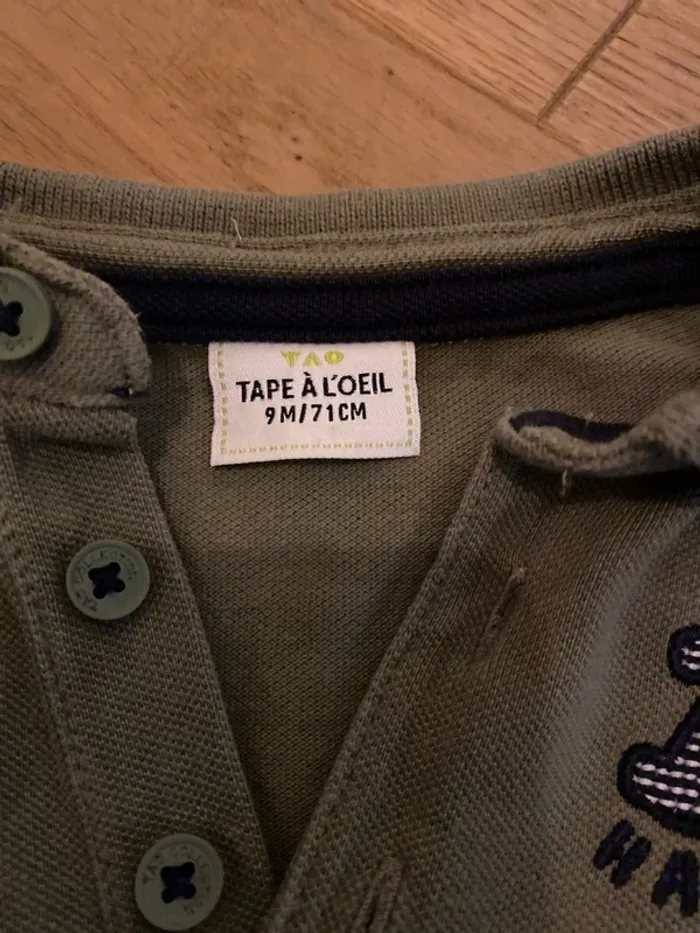 TAO
TAPE À L'OEIL
9M/71CM